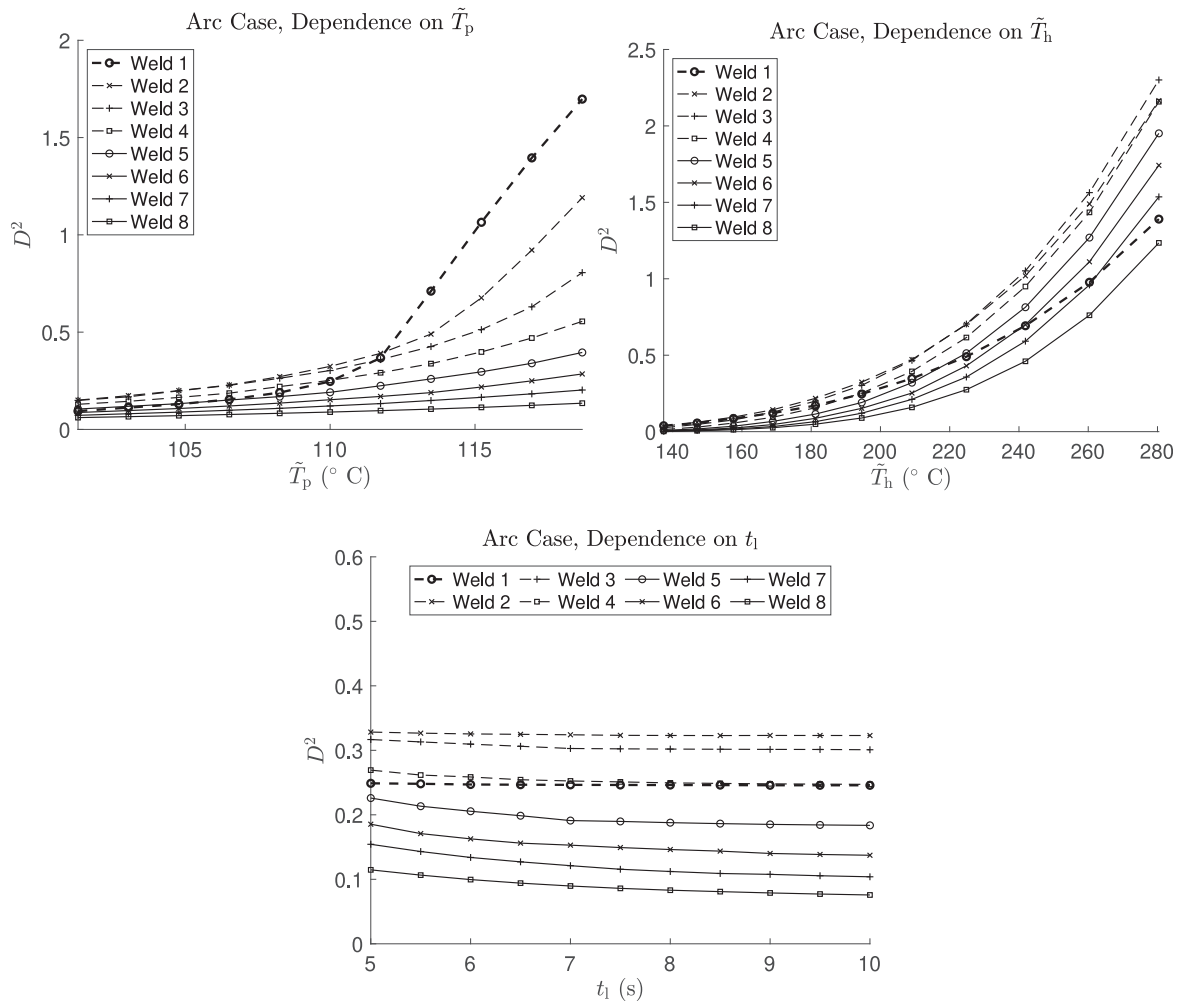 Arc Case, Dependence on T̃p
2
1.5
1
0.5
0
D²
Weld 1
Weld 2
Weld 3
Weld 4
Weld 5
Weld 6
Weld 7
Weld 8
105 110 115
T̃p (° C)
Arc Case, Dependence on T̃h
2.5
2
1.5
1
0.5
0
D²
Weld 1
Weld 2
Weld 3
Weld 4
Weld 5
Weld 6
Weld 7
Weld 8
140 160 180 200 220 240 260 280
T̃h (° C)
Arc Case, Dependence on tl
0.6
0.5
0.4
0.3
0.2
0.1
0
D²
Weld 1 Weld 3 Weld 5 Weld 7
Weld 2 Weld 4 Weld 6 Weld 8
5 6 7 8 9 10
tl (s)